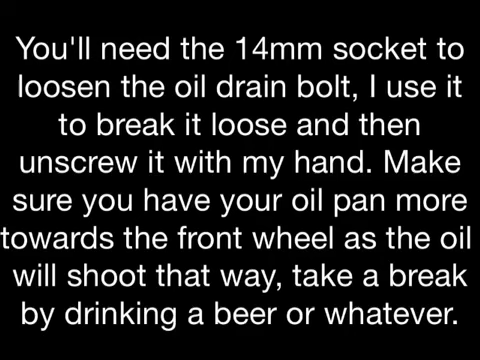 You'll need the 14mm socket to
loosen the oil drain bolt, I use it
to break it loose and then
unscrew it with my hand. Make
sure you have your oil pan more
towards the front wheel as the oil
will shoot that way, take a break
by drinking a beer or whatever.